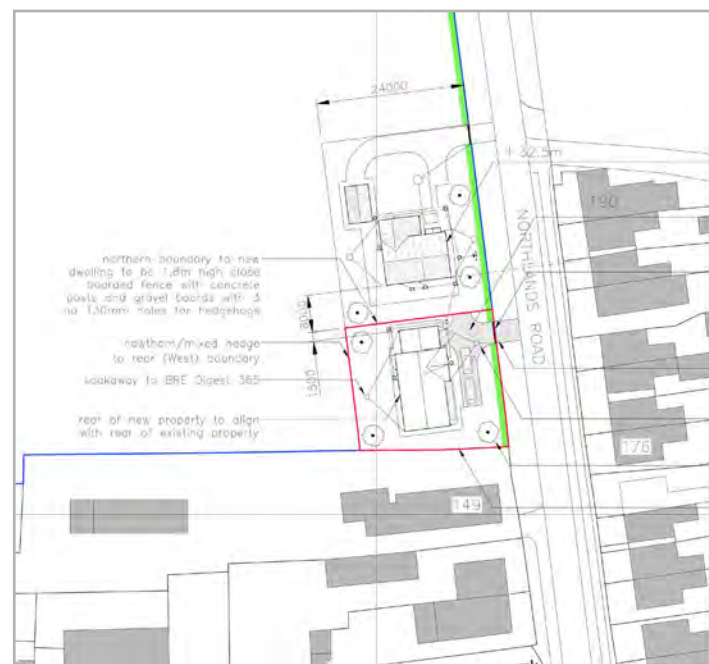 24000
32.5m
190
NORTHLANDS ROAD
northern boundary to new
dwelling to be 1.8m high close
boarded fence with concrete
posts and gravel boards with 3
no 130mm holes for hedgehogs
8000
hawthorn/mixed hedge
to rear (West) boundary
1500
soakaway to BRE Digest 365
rear of new property to align
with rear of existing property
176
149